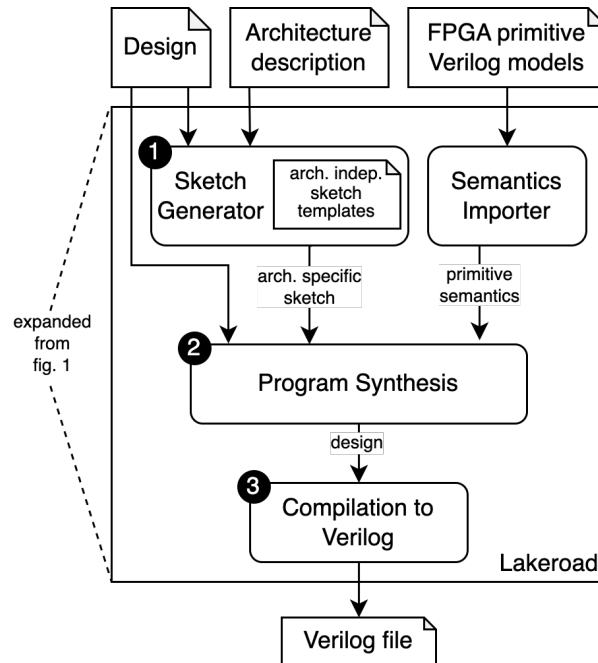 Design
Architecture
description
FPGA primitive
Verilog models
1
Sketch
Generator
arch. indep.
sketch
templates
Semantics
Importer
arch. specific
sketch
primitive
semantics
expanded
from
fig. 1
2
Program Synthesis
design
3
Compilation to
Verilog
Lakeroad
Verilog file